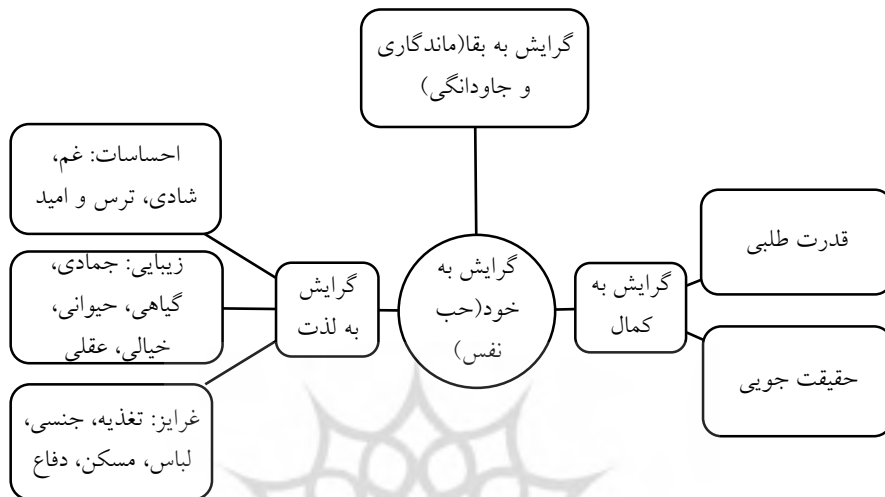 گرایش به بقا(ماندگاری
و جاودانگی)
قدرت طلبی
حقیقت جویی
گرایش به
کمال
گرایش به
خود(حب
نفس)
گرایش
به لذت
احساسات: غم،
شادی، ترس و امید
زیبایی: جمادی،
گیاهی، حیوانی،
خیالی، عقلی
غرایز: تغذیه، جنسی،
لباس، مسکن، دفاع